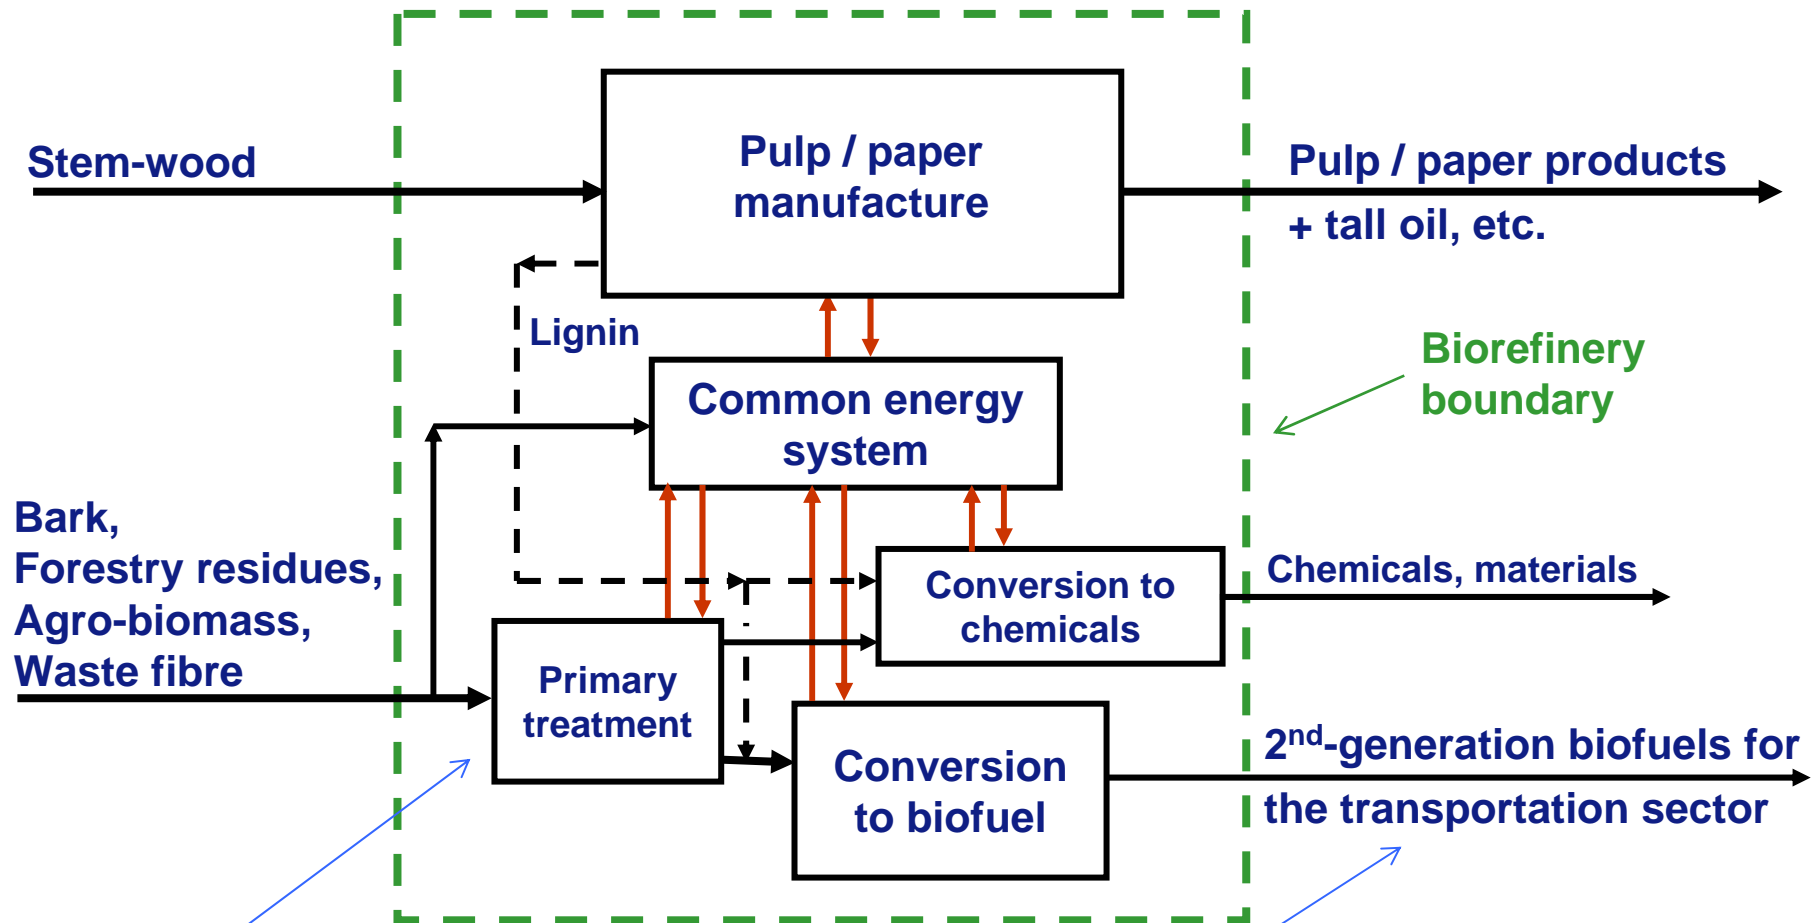 Stem-wood
Pulp / paper
manufacture
Pulp / paper products
+ tall oil, etc.
Lignin
Biorefinery
boundary
Common energy
system
Bark,
Forestry residues,
Agro-biomass,
Waste fibre
Conversion to
chemicals
Chemicals, materials
Primary
treatment
Conversion
to biofuel
2nd-generation biofuels for
the transportation sector